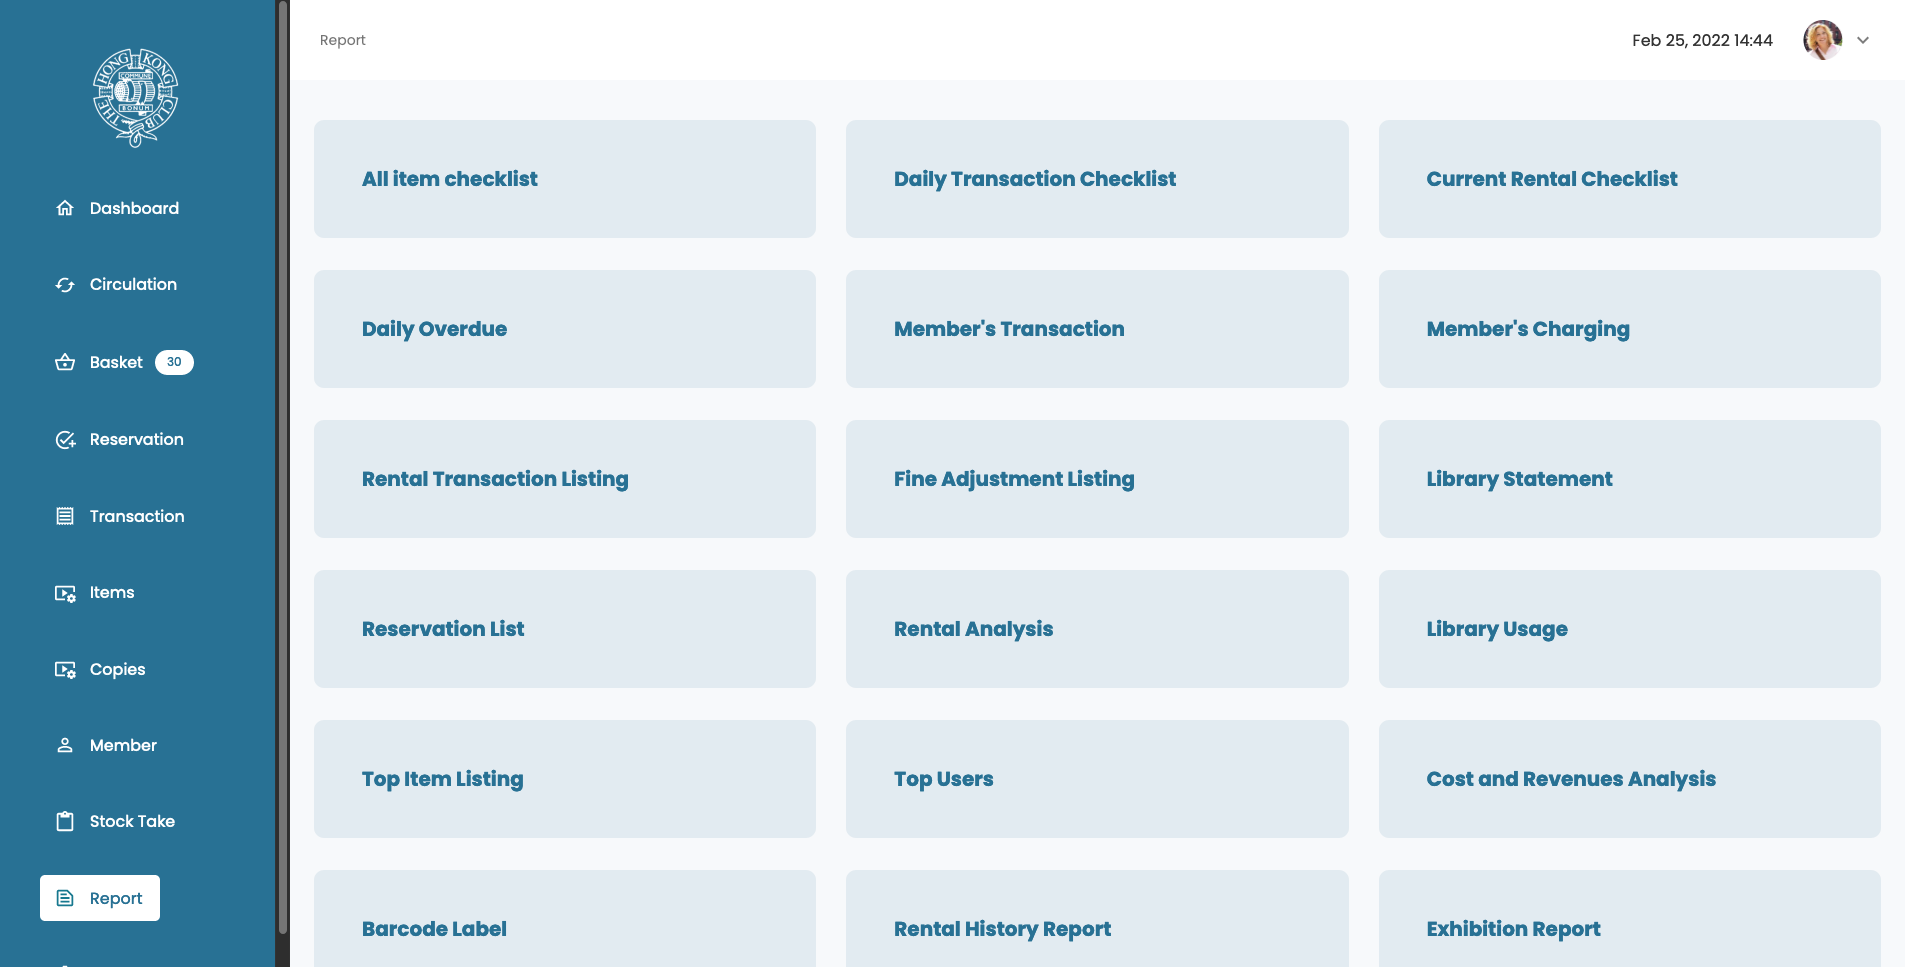 THE HONG KONG CLUB
COMMUNE
BONUM
Dashboard
Circulation
Basket 30
Reservation
Transaction
Items
Copies
Member
Stock Take
Report
Report
Feb 25, 2022 14:44
All item checklist
Daily Transaction Checklist
Current Rental Checklist
Daily Overdue
Member's Transaction
Member's Charging
Rental Transaction Listing
Fine Adjustment Listing
Library Statement
Reservation List
Rental Analysis
Library Usage
Top Item Listing
Top Users
Cost and Revenues Analysis
Barcode Label
Rental History Report
Exhibition Report